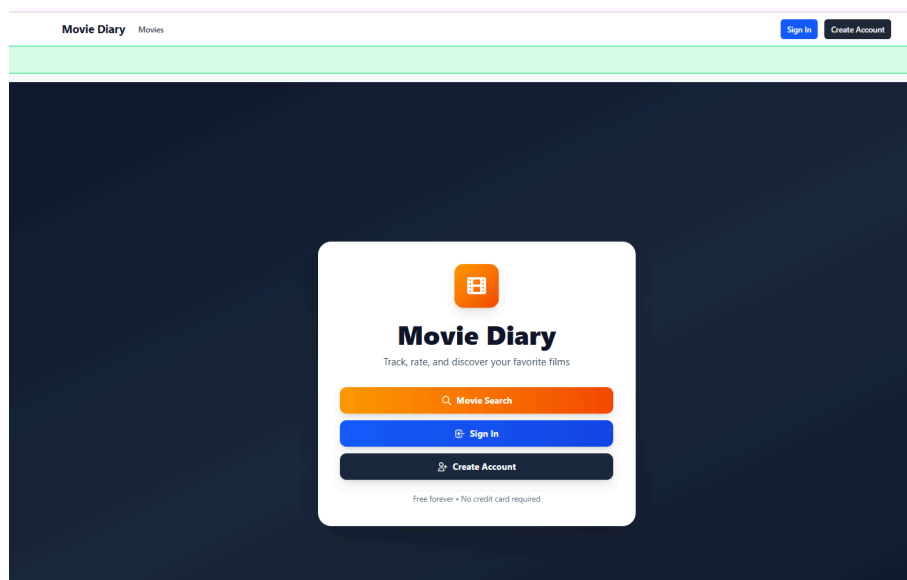 Movie Diary Movies Sign In Create Account
Movie Diary
Track, rate, and discover your favorite films
Movie Search
Sign In
Create Account
Free forever • No credit card required